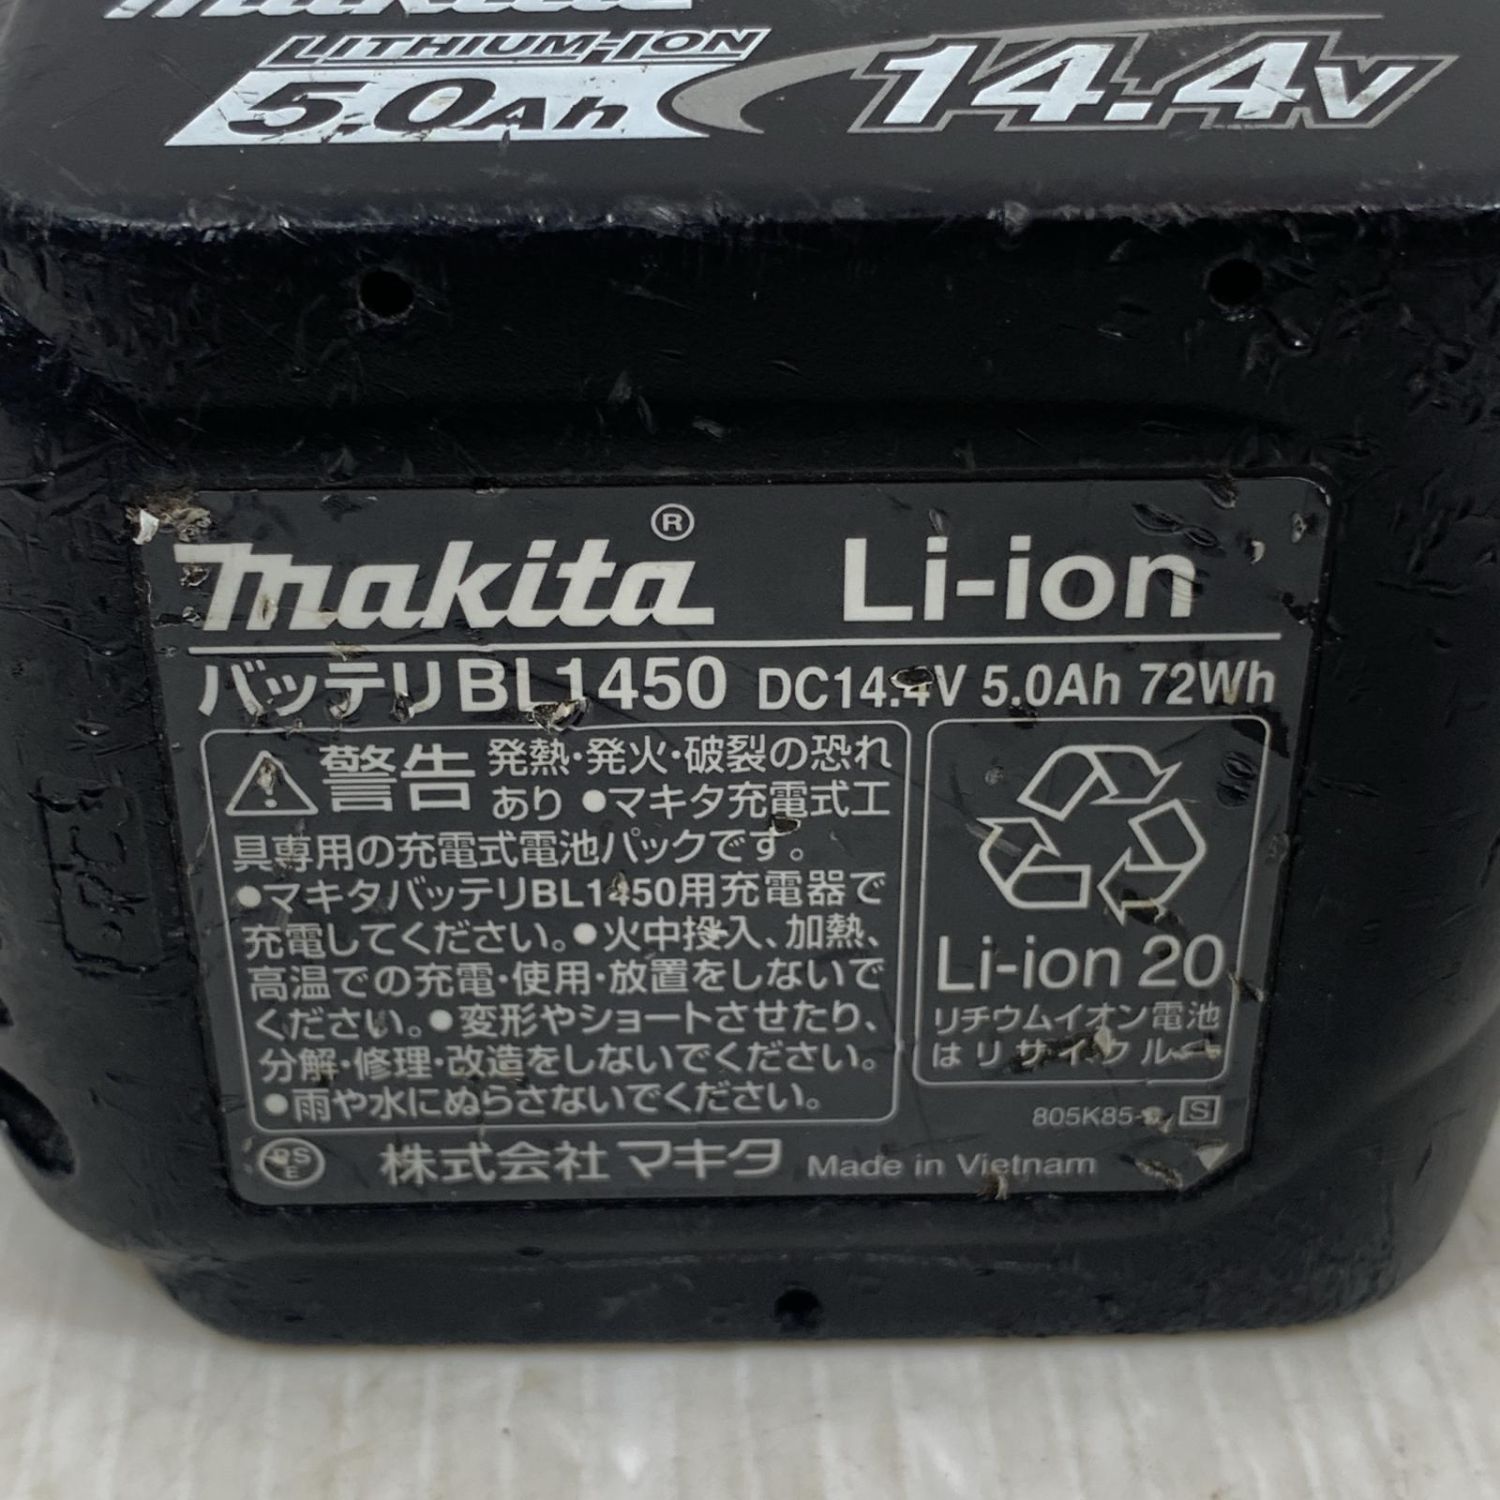 makita
LITHIUM-ION
5.0Ah 14.4V
makita® Li-ion
バッテリBL1450 DC14.4V 5.0Ah 72Wh
警告 発熱・発火・破裂の恐れ
あり ●マキタ充電式工
具専用の充電式電池パックです。
●マキタバッテリBL1450用充電器で
充電してください。●火中投入、加熱、
高温での充電・使用・放置をしないで
ください。●変形やショートさせたり、
分解・修理・改造をしないでください。
●雨や水にぬらさないでください。
Li-ion 20
リチウムイオン電池
はリサイクルへ
805K85- S
PSE 株式会社マキタ Made in Vietnam